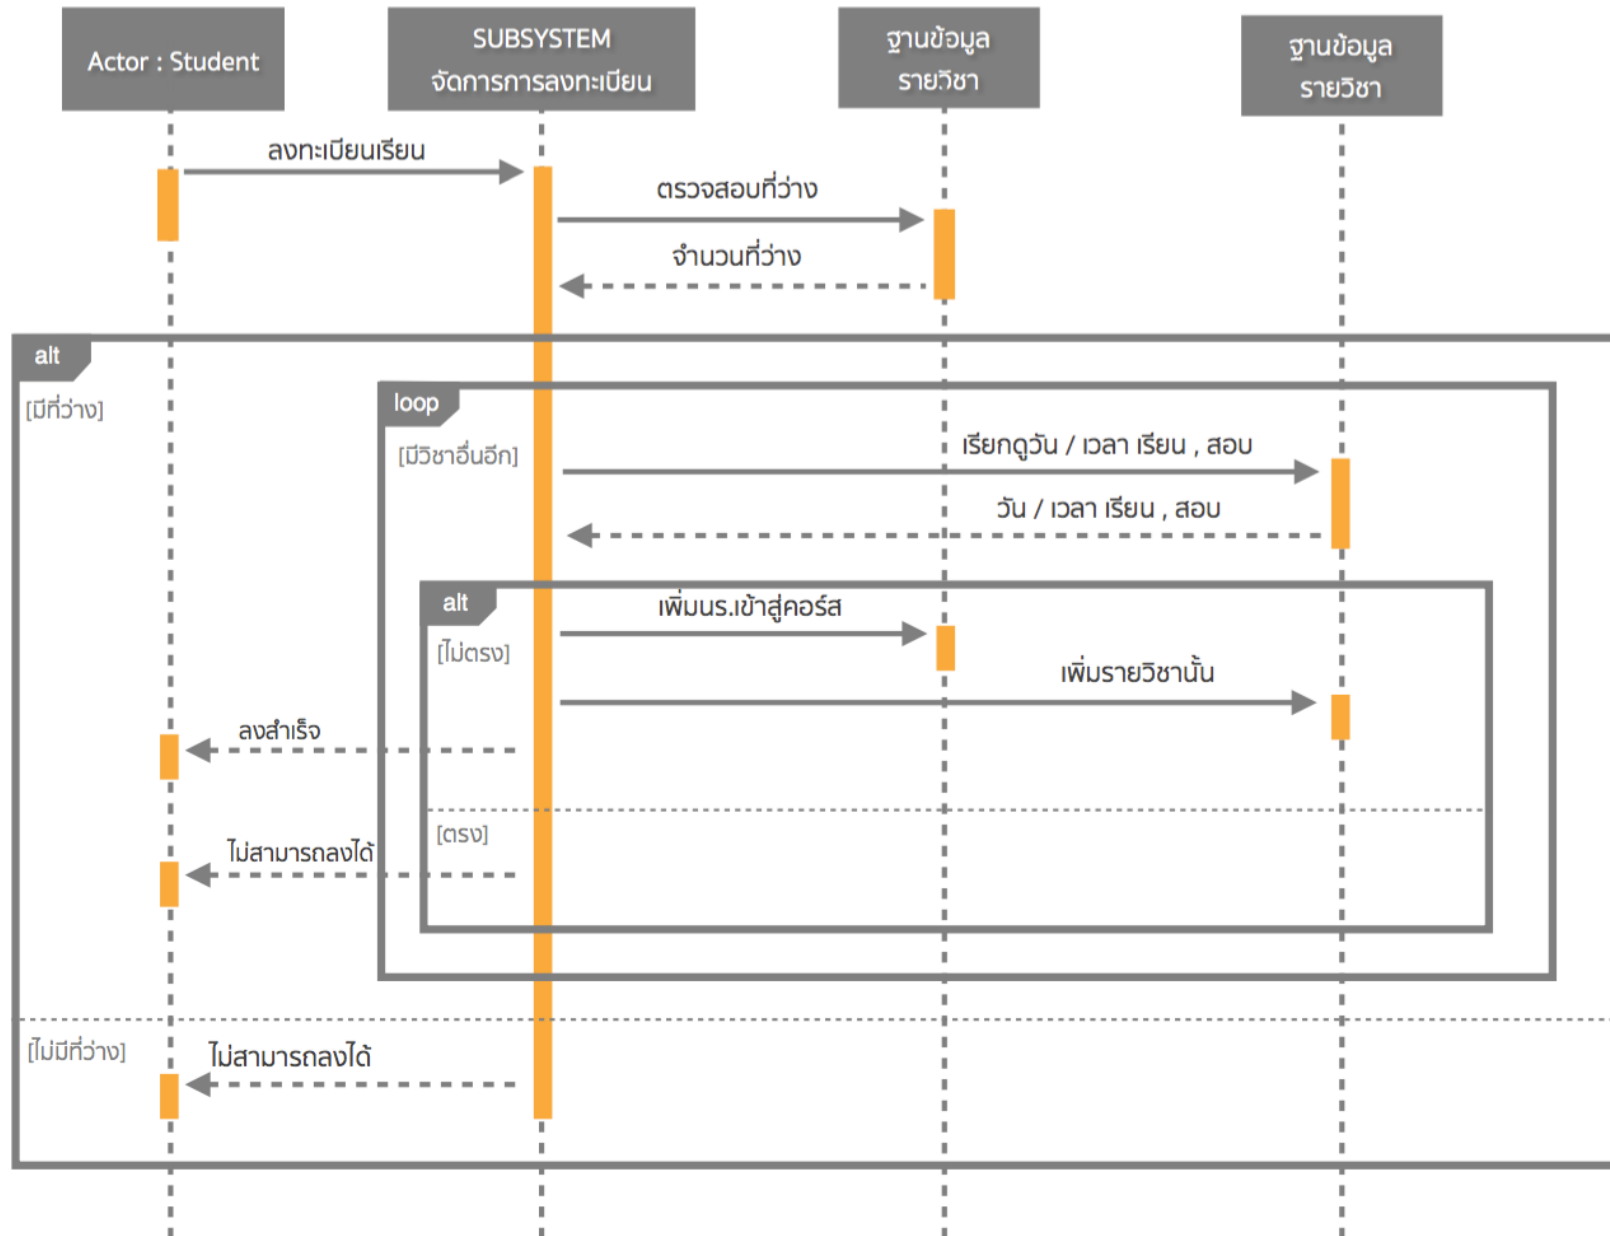 Actor : Student
SUBSYSTEM
จัดการการลงทะเบียน
ฐานข้อมูล
รายวิชา
ฐานข้อมูล
รายวิชา
ลงทะเบียนเรียน
ตรวจสอบที่ว่าง
จำนวนที่ว่าง
alt
[มีที่ว่าง]
loop
[มีวิชาอื่นอีก]
เรียกดูวัน / เวลา เรียน , สอบ
วัน / เวลา เรียน , สอบ
alt
[ไม่ตรง]
เพิ่มนร.เข้าสู่คอร์ส
เพิ่มรายวิชานั้น
ลงสำเร็จ
[ตรง]
ไม่สามารถลงได้
[ไม่มีที่ว่าง]
ไม่สามารถลงได้